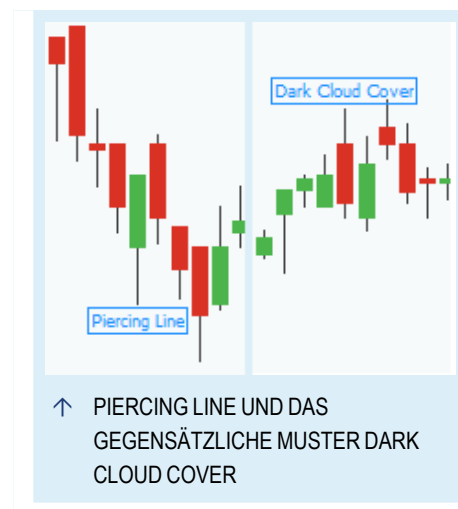 Dark Cloud Cover
Piercing Line
↑ PIERCING LINE UND DAS
GEGENSÄTZLICHE MUSTER DARK
CLOUD COVER